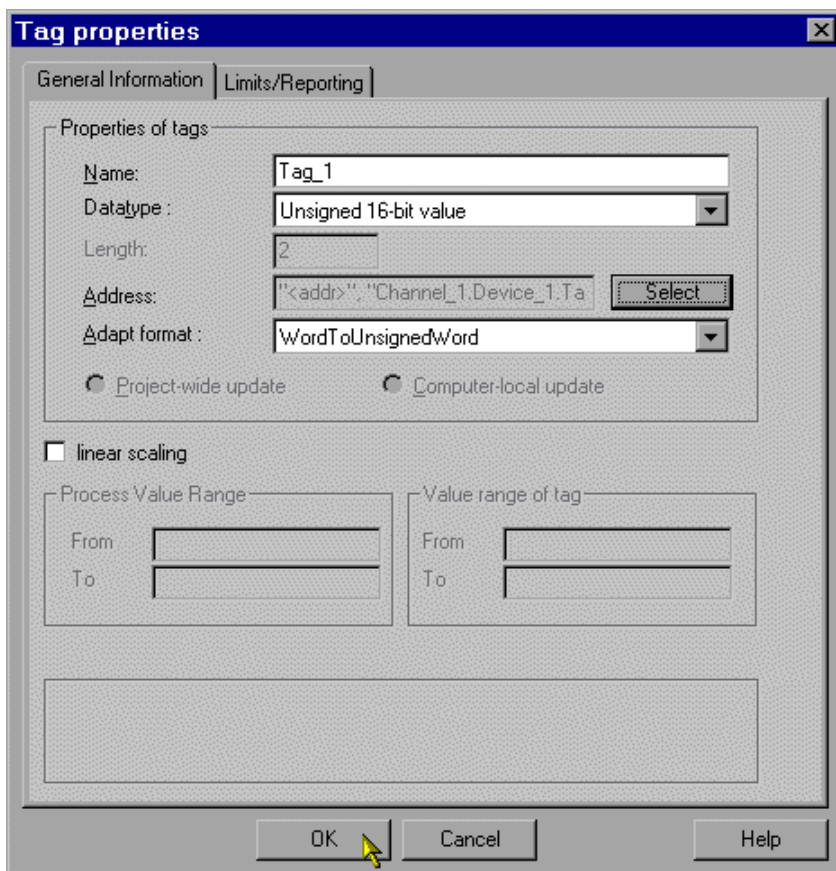 Tag properties
General Information Limits/Reporting
Properties of tags
Name: Tag_1
Datatype : Unsigned 16-bit value
Length: 2
Address: "<addr>", "Channel_1.Device_1.Ta Select
Adapt format : WordToUnsignedWord
Project-wide update Computer-local update
linear scaling
Process Value Range Value range of tag
From From
To To
OK Cancel Help